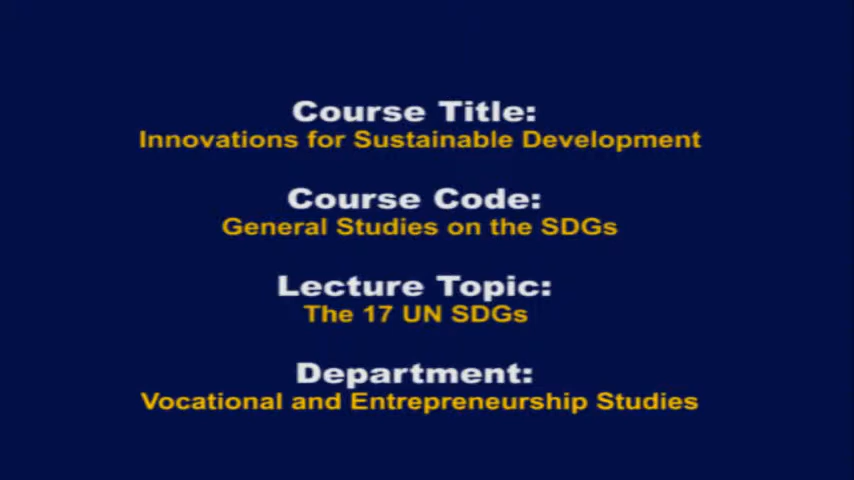 Course Title:
Innovations for Sustainable Development
Course Code:
General Studies on the SDGs
Lecture Topic:
The 17 UN SDGs
Department:
Vocational and Entrepreneurship Studies